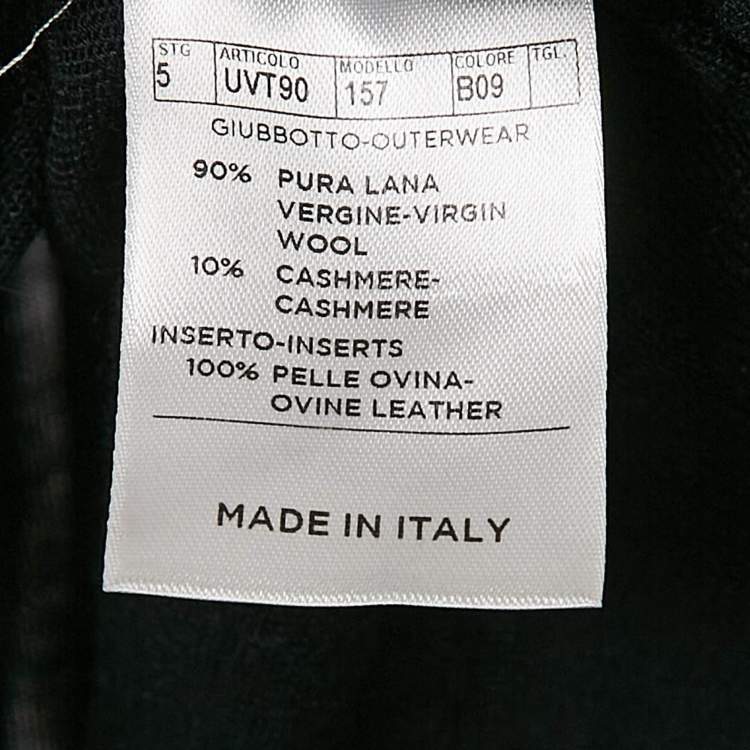 STG ARTICOLO MODELLO COLORE TGL.
5 UVT90 157 B09
GIUBBOTTO-OUTERWEAR
90% PURA LANA
VERGINE-VIRGIN
WOOL
10% CASHMERE-
CASHMERE
INSERTO-INSERTS
100% PELLE OVINA-
OVINE LEATHER
MADE IN ITALY